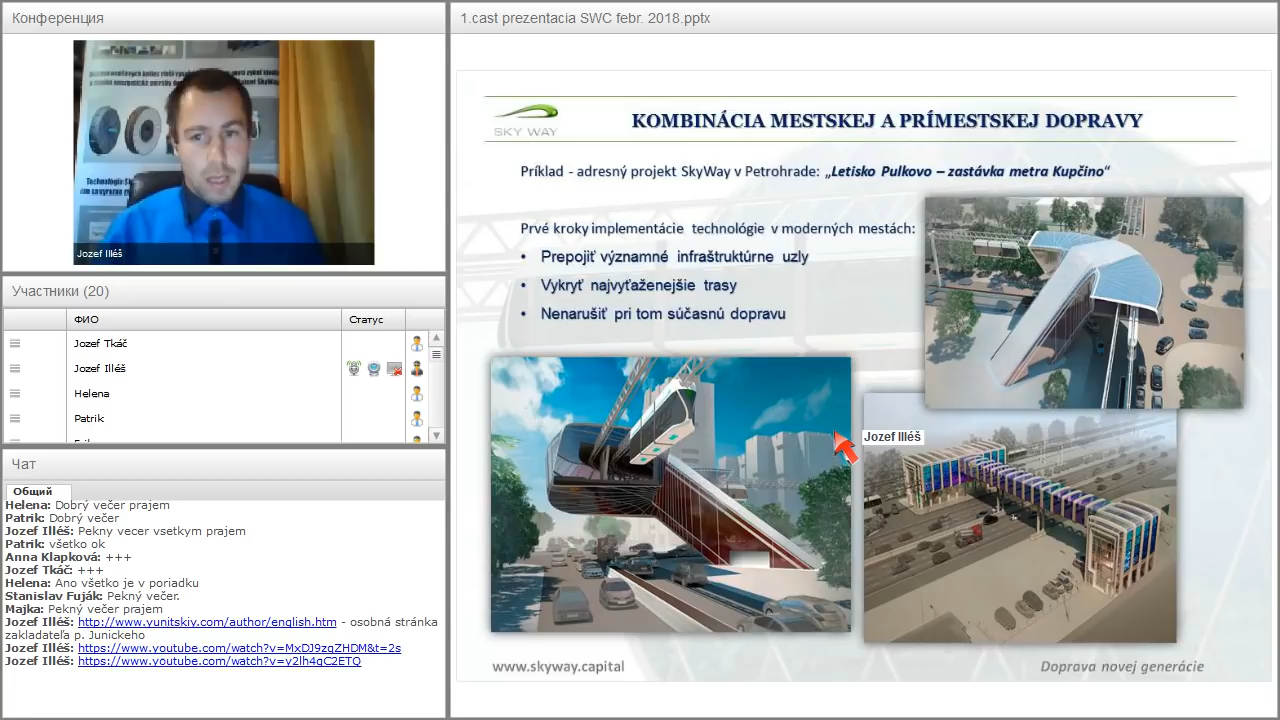 Конференция
Jozef Illéš
Участники (20)
ФИО
Статус
Jozef Tkáč
Jozef Illéš
Helena
Patrik
Чат
Общий
Helena: Dobrý večer prajem
Patrik: Dobrý večer
Jozef Illéš: Pekny vecer vsetkym prajem
Patrik: všetko ok
Anna Klapková: +++
Jozef Tkáč: +++
Helena: Ano všetko je v poriadku
Stanislav Fuják: Pekný večer.
Majka: Pekný večer prajem
Jozef Illéš: http://www.yunitskiy.com/author/english.htm - osobná stránka
zakladateľa p. Junickeho
Jozef Illéš: https://www.youtube.com/watch?v=MxDJ9zqZHDM&t=2s
Jozef Illéš: https://www.youtube.com/watch?v=y2lh4qC2ETQ
1.cast prezentacia SWC febr. 2018.pptx
SKY WAY
KOMBINÁCIA MESTSKEJ A PRÍMESTSKEJ DOPRAVY
Príklad - adresný projekt SkyWay v Petrohrade: „Letisko Pulkovo – zastávka metra Kupčino“
Prvé kroky implementácie technológie v moderných mestách:
• Prepojiť významné infraštruktúrne uzly
• Vykryť najvyťaženejšie trasy
• Nenarušiť pri tom súčasnú dopravu
Jozef Illéš
www.skyway.capital
Doprava novej generácie